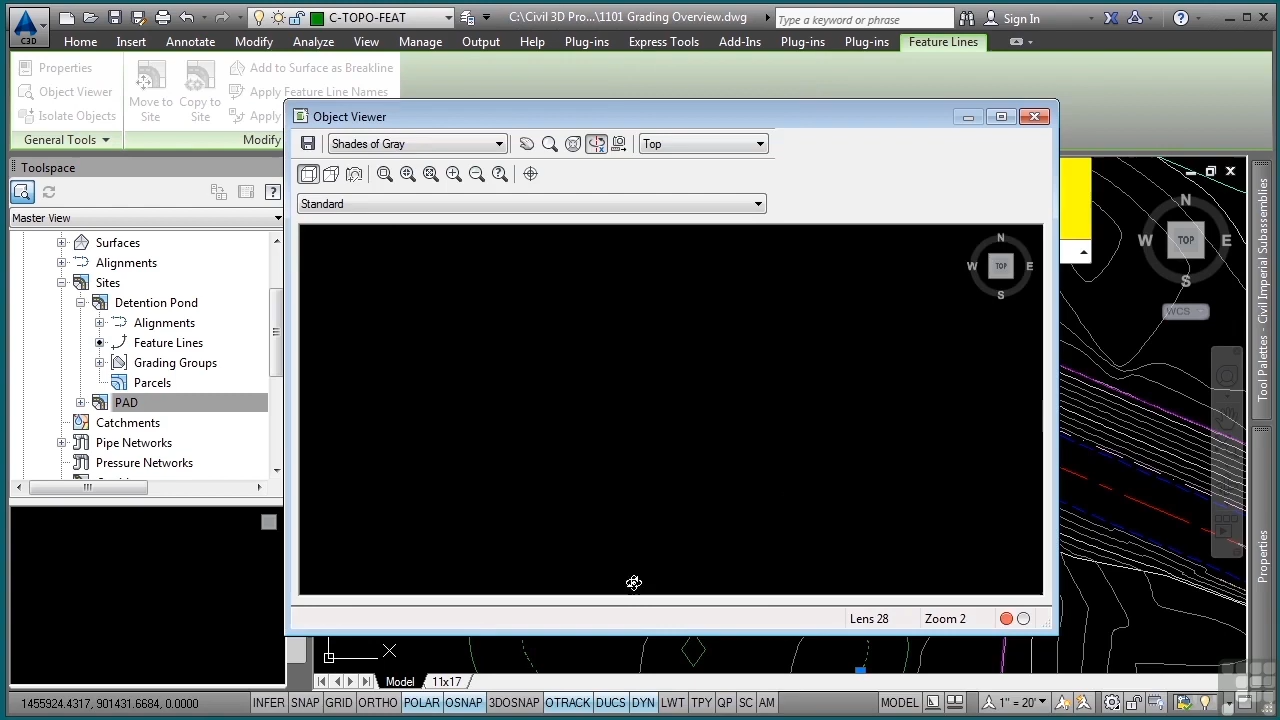 C-TOPO-FEAT
C:\Civil 3D Pro...\1101 Grading Overview.dwg
Type a keyword or phrase
Sign In
C3D
Home Insert Annotate Modify Analyze View Manage Output Help Plug-ins Express Tools Add-Ins Plug-ins Plug-ins Feature Lines
Properties
Object Viewer
Isolate Objects
Move to Site
Copy to Site
Add to Surface as Breakline
Apply Feature Line Names
Apply
General Tools
Modify
Object Viewer
Shades of Gray
Top
Standard
N
W TOP E
S
Lens 28
Zoom 2
Toolspace
Master View
Surfaces
Alignments
Sites
Detention Pond
Alignments
Feature Lines
Grading Groups
Parcels
PAD
Catchments
Pipe Networks
Pressure Networks
N
W TOP E
S
WCS
Tool Palettes - Civil Imperial Subassemblies
Properties
Model 11x17
1455924.4317, 901431.6684, 0.0000
INFER SNAP GRID ORTHO POLAR OSNAP 3DOSNAP OTRACK DUCS DYN LWT TPY QP SC AM
MODEL
1" = 20'